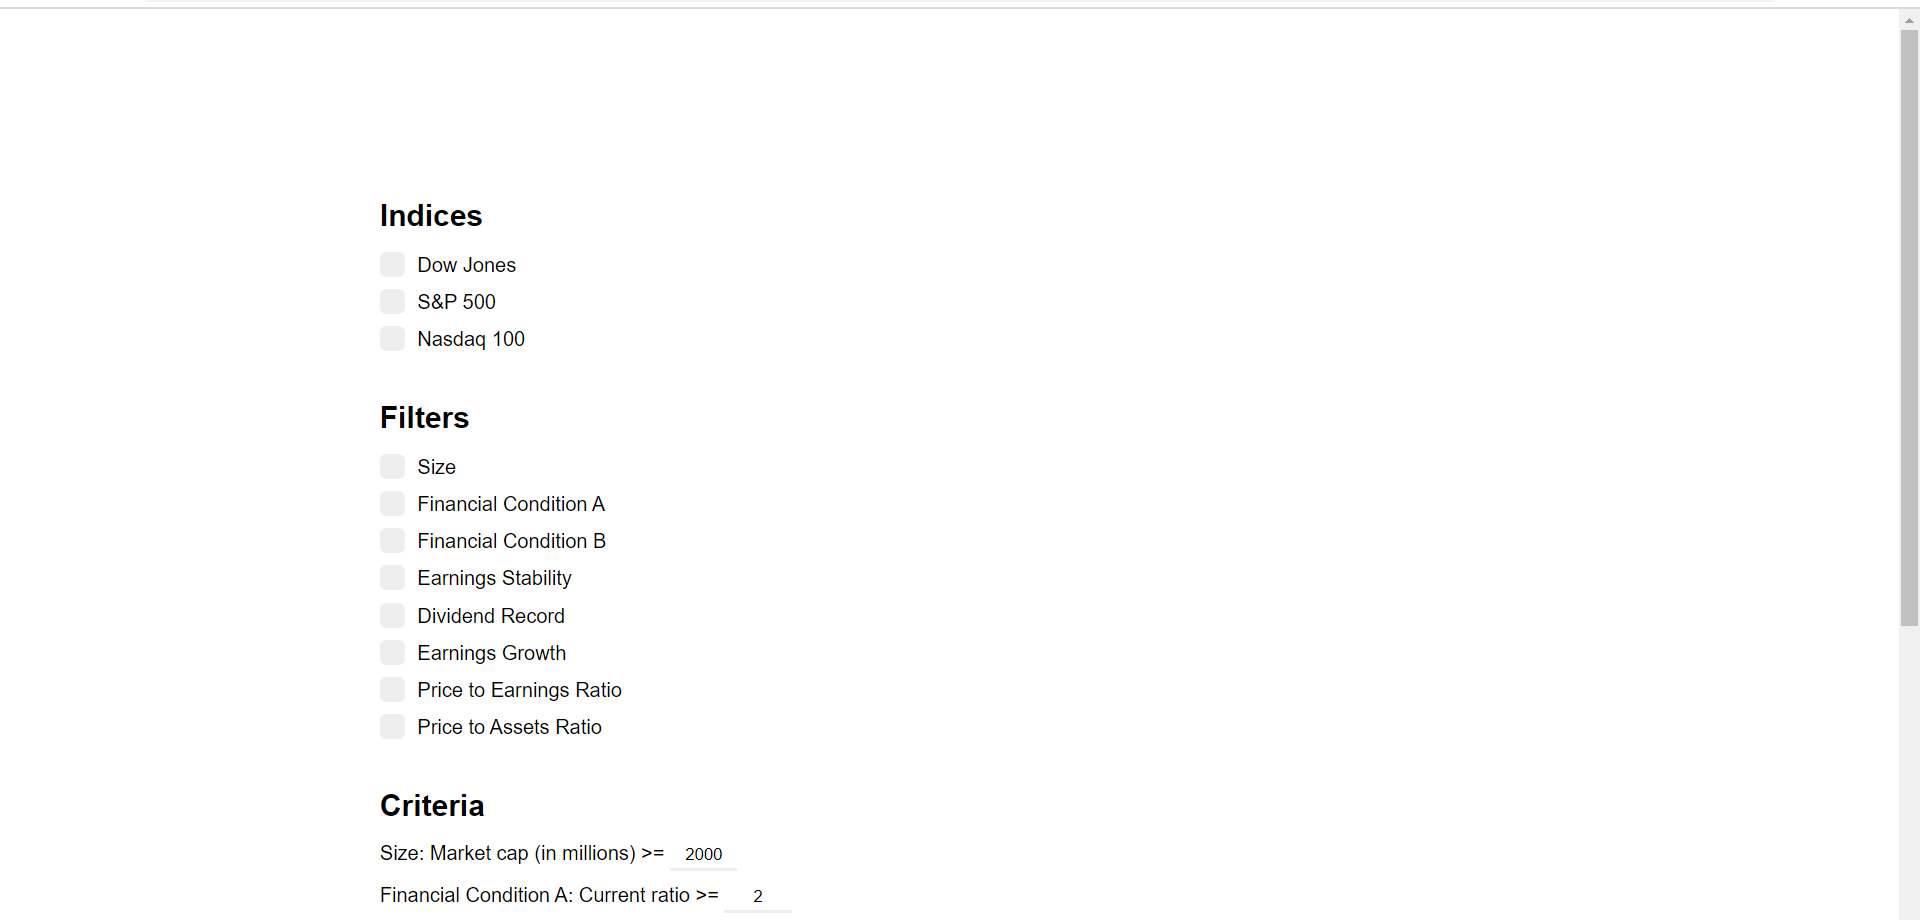 Indices
Dow Jones
S&P 500
Nasdaq 100
Filters
Size
Financial Condition A
Financial Condition B
Earnings Stability
Dividend Record
Earnings Growth
Price to Earnings Ratio
Price to Assets Ratio
Criteria
Size: Market cap (in millions) >= 2000
Financial Condition A: Current ratio >= 2